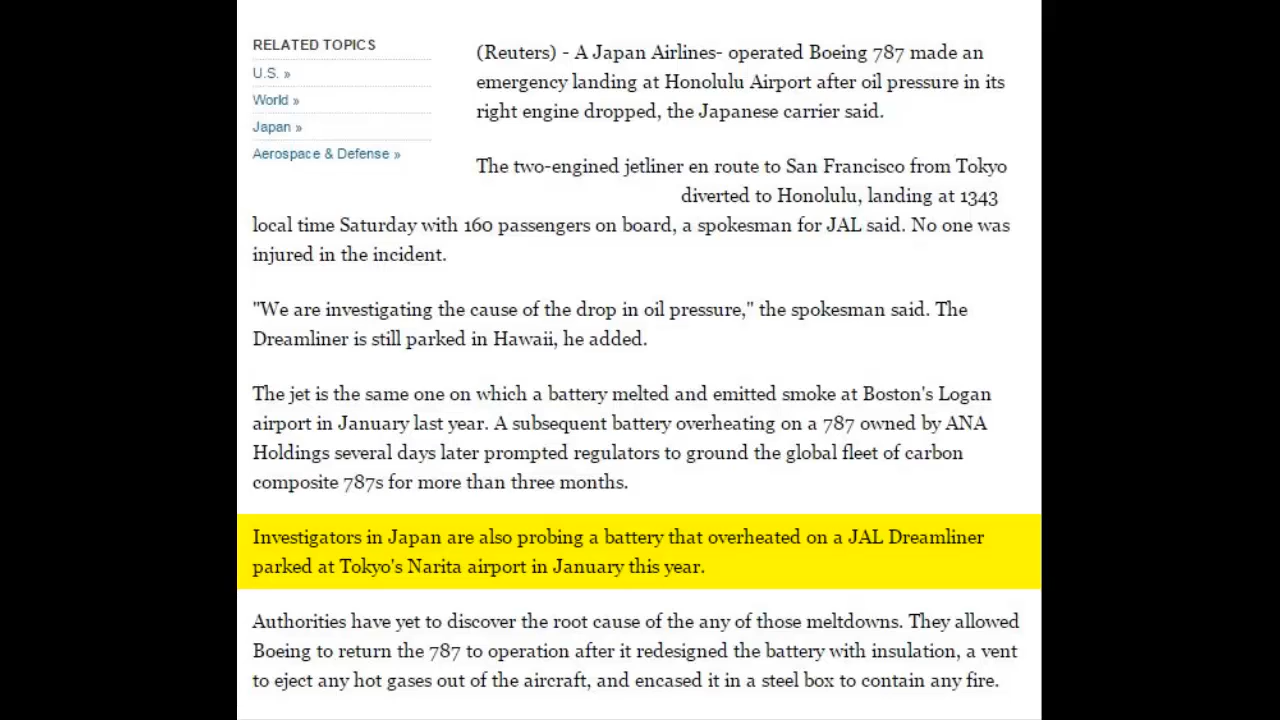 RELATED TOPICS
U.S. »
World »
Japan »
Aerospace & Defense »
(Reuters) - A Japan Airlines- operated Boeing 787 made an
emergency landing at Honolulu Airport after oil pressure in its
right engine dropped, the Japanese carrier said.
The two-engined jetliner en route to San Francisco from Tokyo
diverted to Honolulu, landing at 1343
local time Saturday with 160 passengers on board, a spokesman for JAL said. No one was
injured in the incident.
"We are investigating the cause of the drop in oil pressure," the spokesman said. The
Dreamliner is still parked in Hawaii, he added.
The jet is the same one on which a battery melted and emitted smoke at Boston's Logan
airport in January last year. A subsequent battery overheating on a 787 owned by ANA
Holdings several days later prompted regulators to ground the global fleet of carbon
composite 787s for more than three months.
Investigators in Japan are also probing a battery that overheated on a JAL Dreamliner
parked at Tokyo's Narita airport in January this year.
Authorities have yet to discover the root cause of the any of those meltdowns. They allowed
Boeing to return the 787 to operation after it redesigned the battery with insulation, a vent
to eject any hot gases out of the aircraft, and encased it in a steel box to contain any fire.